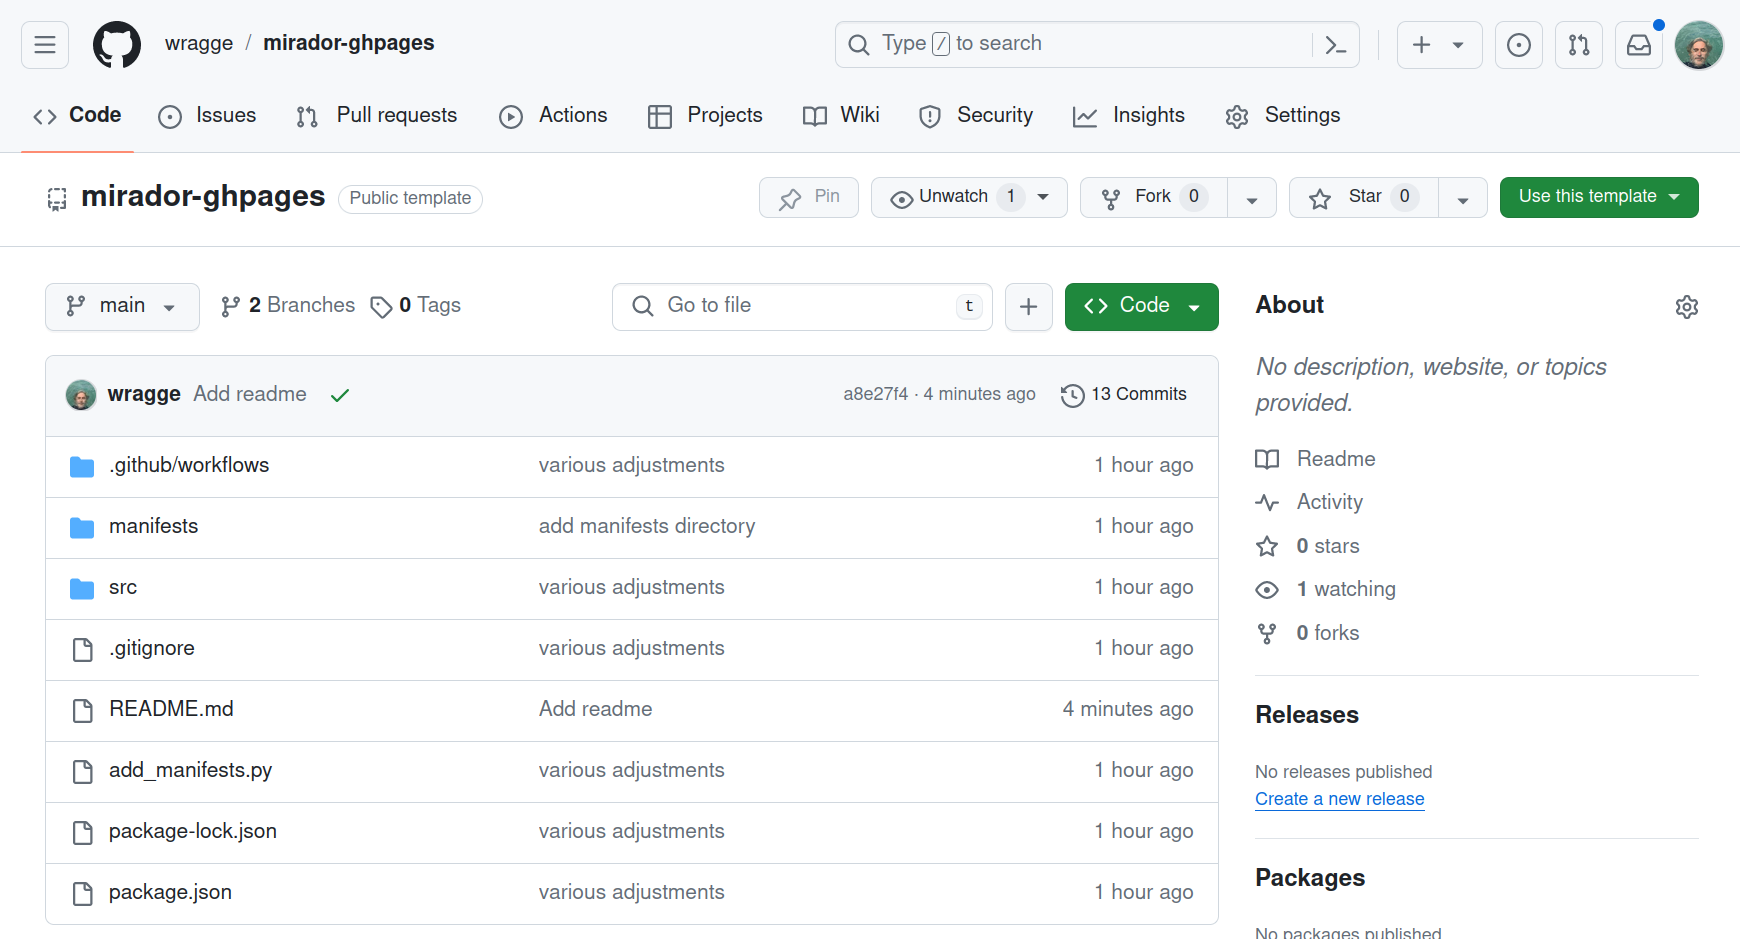 wragge / mirador-ghpages
Type / to search
Code Issues Pull requests Actions Projects Wiki Security Insights Settings
mirador-ghpages Public template
Pin Unwatch 1 Fork 0 Star 0 Use this template
main 2 Branches 0 Tags
Go to file t
Code
wragge Add readme a8e27f4 · 4 minutes ago 13 Commits
.github/workflows various adjustments 1 hour ago
manifests add manifests directory 1 hour ago
src various adjustments 1 hour ago
.gitignore various adjustments 1 hour ago
README.md Add readme 4 minutes ago
add_manifests.py various adjustments 1 hour ago
package-lock.json various adjustments 1 hour ago
package.json various adjustments 1 hour ago
About
No description, website, or topics
provided.
Readme
Activity
0 stars
1 watching
0 forks
Releases
No releases published
Create a new release
Packages
No packages published